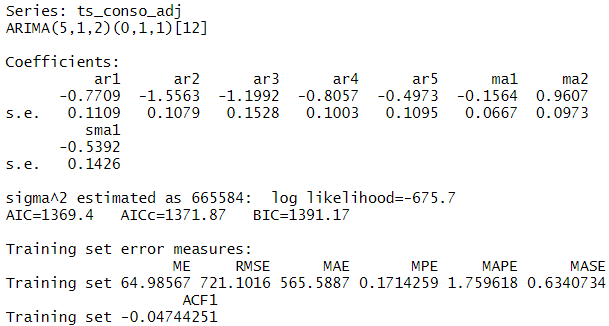 Series: ts_conso_adj
ARIMA(5,1,2)(0,1,1)[12]
Coefficients:
ar1 ar2 ar3 ar4 ar5 ma1 ma2
-0.7709 -1.5563 -1.1992 -0.8057 -0.4973 -0.1564 0.9607
s.e. 0.1109 0.1079 0.1528 0.1003 0.1095 0.0667 0.0973
sma1
-0.5392
s.e. 0.1426
sigma^2 estimated as 665584: log likelihood=-675.7
AIC=1369.4 AICc=1371.87 BIC=1391.17
Training set error measures:
ME RMSE MAE MPE MAPE MASE
Training set 64.98567 721.1016 565.5887 0.1714259 1.759618 0.6340734
ACF1
Training set -0.04744251